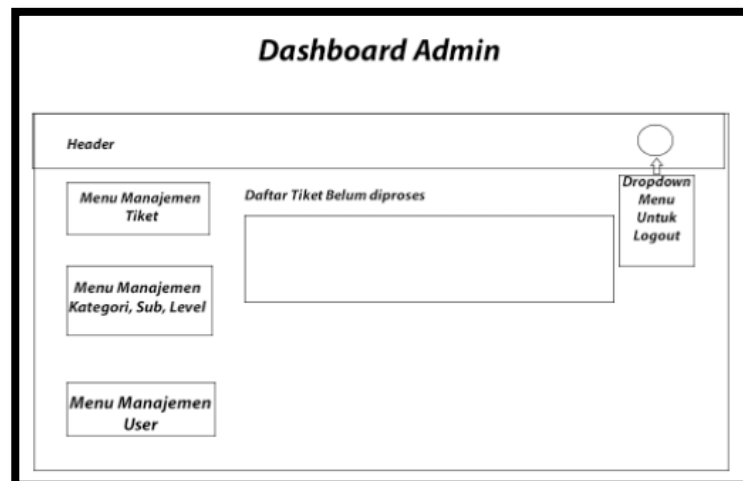 Dashboard Admin
Header
Menu Manajemen
Tiket
Daftar Tiket Belum diproses
Dropdown
Menu
Untuk
Logout
Menu Manajemen
Kategori, Sub, Level
Menu Manajemen
User